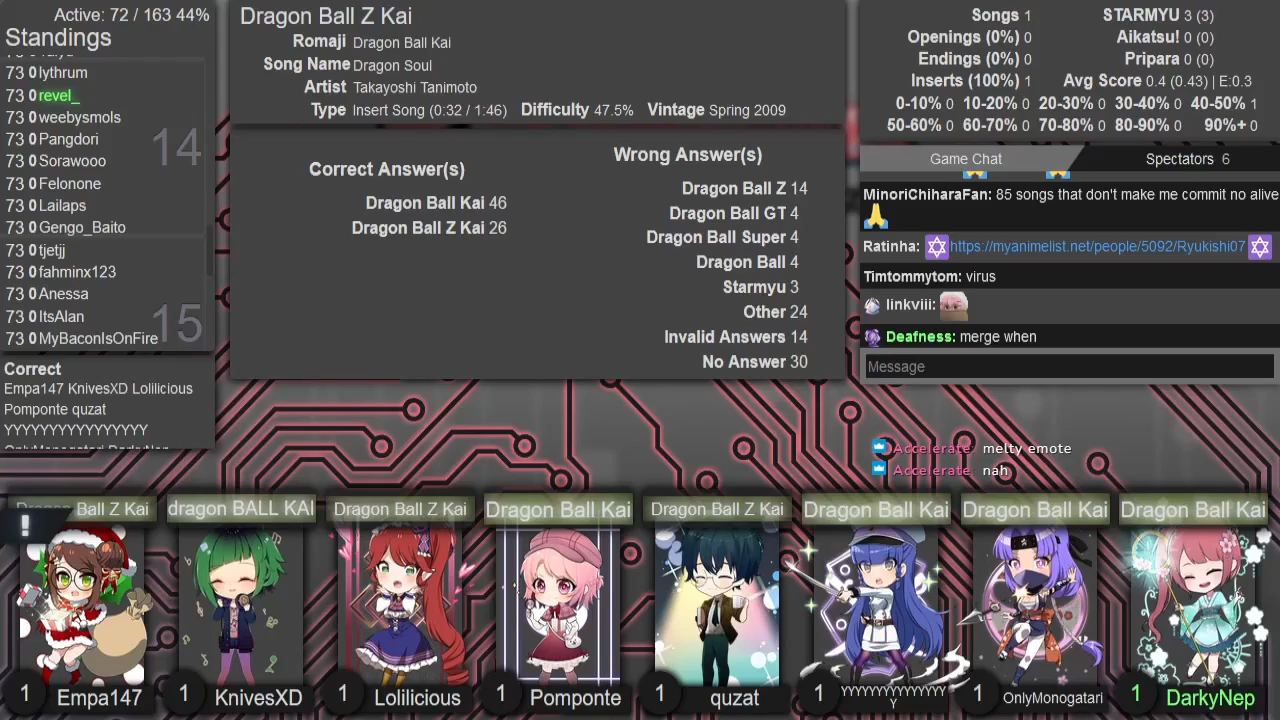 Active: 72 / 163 44%
Standings
73 0 lythrum
73 0 revel_
73 0 weebysmols
73 0 Pangdori
14
73 0 Sorawooo
73 0 Felonone
73 0 Lailaps
73 0 Gengo_Baito
73 0 tjetjj
73 0 fahminx123
73 0 Anessa
73 0 ItsAlan
15
73 0 MyBaconIsOnFire
Correct
Empa147 KnivesXD Lolilicious
Pomponte quzat
YYYYYYYYYYYYYYYY
OnlyMonogatari DarkyNep
Dragon Ball Z Kai
Romaji Dragon Ball Kai
Song Name Dragon Soul
Artist Takayoshi Tanimoto
Type Insert Song (0:32 / 1:46) Difficulty 47.5% Vintage Spring 2009
Correct Answer(s)
Dragon Ball Kai 46
Dragon Ball Z Kai 26
Wrong Answer(s)
Dragon Ball Z 14
Dragon Ball GT 4
Dragon Ball Super 4
Dragon Ball 4
Starmyu 3
Other 24
Invalid Answers 14
No Answer 30
Songs 1 STARMYU 3 (3)
Openings (0%) 0 Aikatsu! 0 (0)
Endings (0%) 0 Pripara 0 (0)
Inserts (100%) 1 Avg Score 0.4 (0.43) | E:0.3
0-10% 0 10-20% 0 20-30% 0 30-40% 0 40-50% 1
50-60% 0 60-70% 0 70-80% 0 80-90% 0 90%+ 0
Game Chat Spectators 6
MinoriChiharaFan: 85 songs that don't make me commit no alive
Ratinha: https://myanimelist.net/people/5092/Ryukishi07
Timtommytom: virus
linkviii:
Deafness: merge when
Message
Accelerate melty emote
Accelerate nah
Dragon Ball Z Kai
dragon BALL KAI
Dragon Ball Z Kai
Dragon Ball Kai
Dragon Ball Z Kai
Dragon Ball Kai
Dragon Ball Kai
Dragon Ball Kai
!
1 Empa147
1 KnivesXD
1 Lolilicious
1 Pomponte
1 quzat
1 YYYYYYYYYYYYYYY
Y
1 OnlyMonogatari
1 DarkyNep